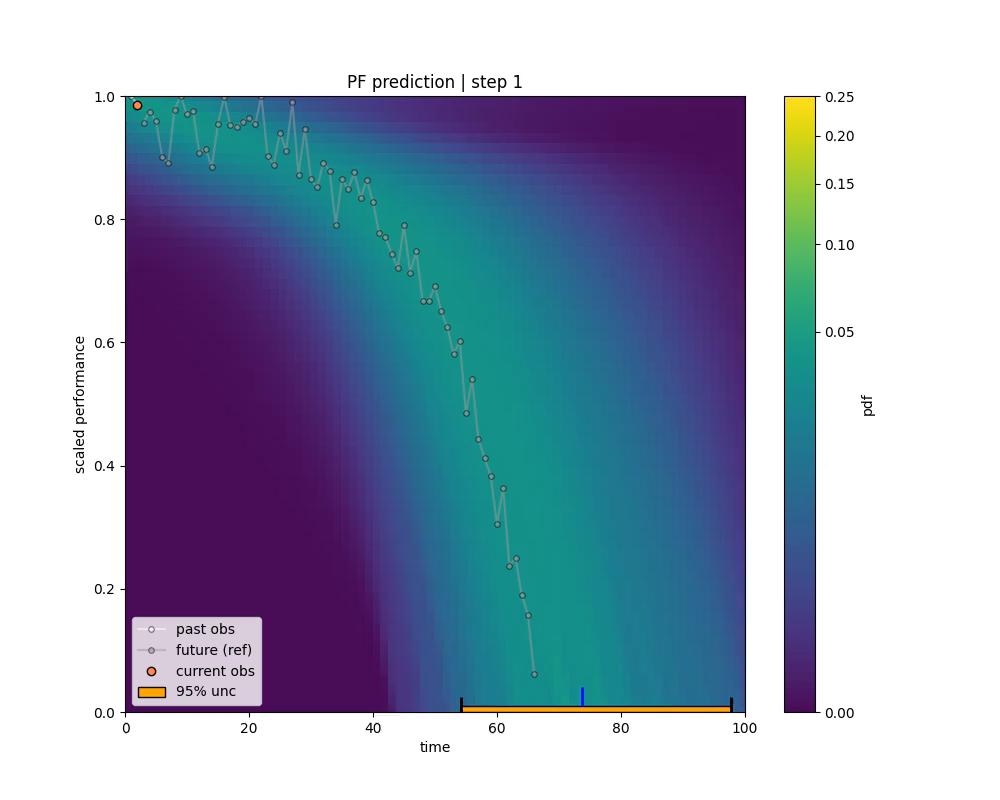 PF prediction | step 1
1.0
0.8
0.6
0.4
0.2
0.0
scaled performance
0
20
40
60
80
100
time
past obs
future (ref)
current obs
95% unc
0.25
0.20
0.15
0.10
0.05
0.00
pdf